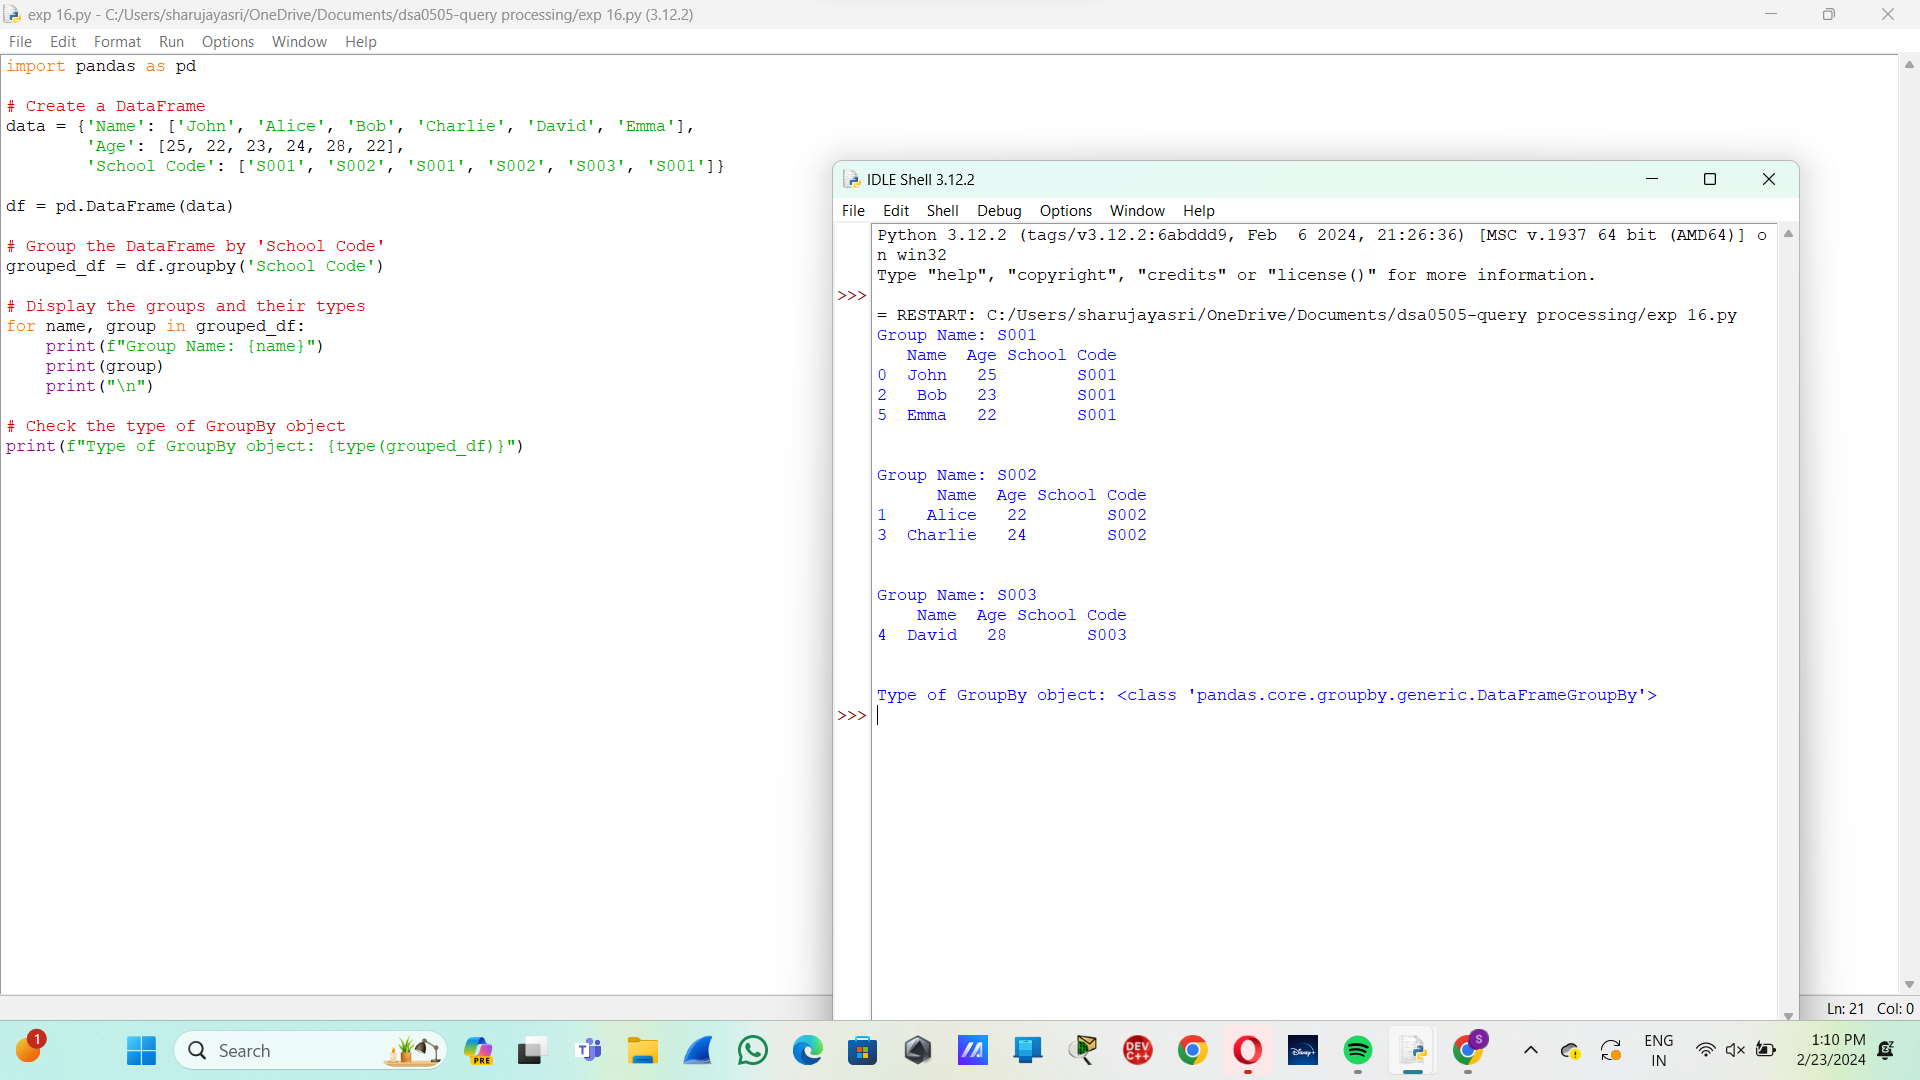 exp 16.py - C:/Users/sharujayasri/OneDrive/Documents/dsa0505-query processing/exp 16.py (3.12.2)
File Edit Format Run Options Window Help
import pandas as pd
# Create a DataFrame
data = {'Name': ['John', 'Alice', 'Bob', 'Charlie', 'David', 'Emma'],
        'Age': [25, 22, 23, 24, 28, 22],
        'School Code': ['S001', 'S002', 'S001', 'S002', 'S003', 'S001']}
df = pd.DataFrame(data)
# Group the DataFrame by 'School Code'
grouped_df = df.groupby('School Code')
# Display the groups and their types
for name, group in grouped_df:
    print(f"Group Name: {name}")
    print(group)
    print("\n")
# Check the type of GroupBy object
print(f"Type of GroupBy object: {type(grouped_df)}")
IDLE Shell 3.12.2
File Edit Shell Debug Options Window Help
Python 3.12.2 (tags/v3.12.2:6abddd9, Feb  6 2024, 21:26:36) [MSC v.1937 64 bit (AMD64)] o
n win32
Type "help", "copyright", "credits" or "license()" for more information.
>>>
= RESTART: C:/Users/sharujayasri/OneDrive/Documents/dsa0505-query processing/exp 16.py
Group Name: S001
   Name  Age School Code
0  John   25        S001
2   Bob   23        S001
5  Emma   22        S001
Group Name: S002
      Name  Age School Code
1    Alice   22        S002
3  Charlie   24        S002
Group Name: S003
    Name  Age School Code
4  David   28        S003
Type of GroupBy object: <class 'pandas.core.groupby.generic.DataFrameGroupBy'>
>>>
Ln: 21 Col: 0
1
Search
PRE
DEV C++
Disney+
S
ENG
IN
1:10 PM
2/23/2024